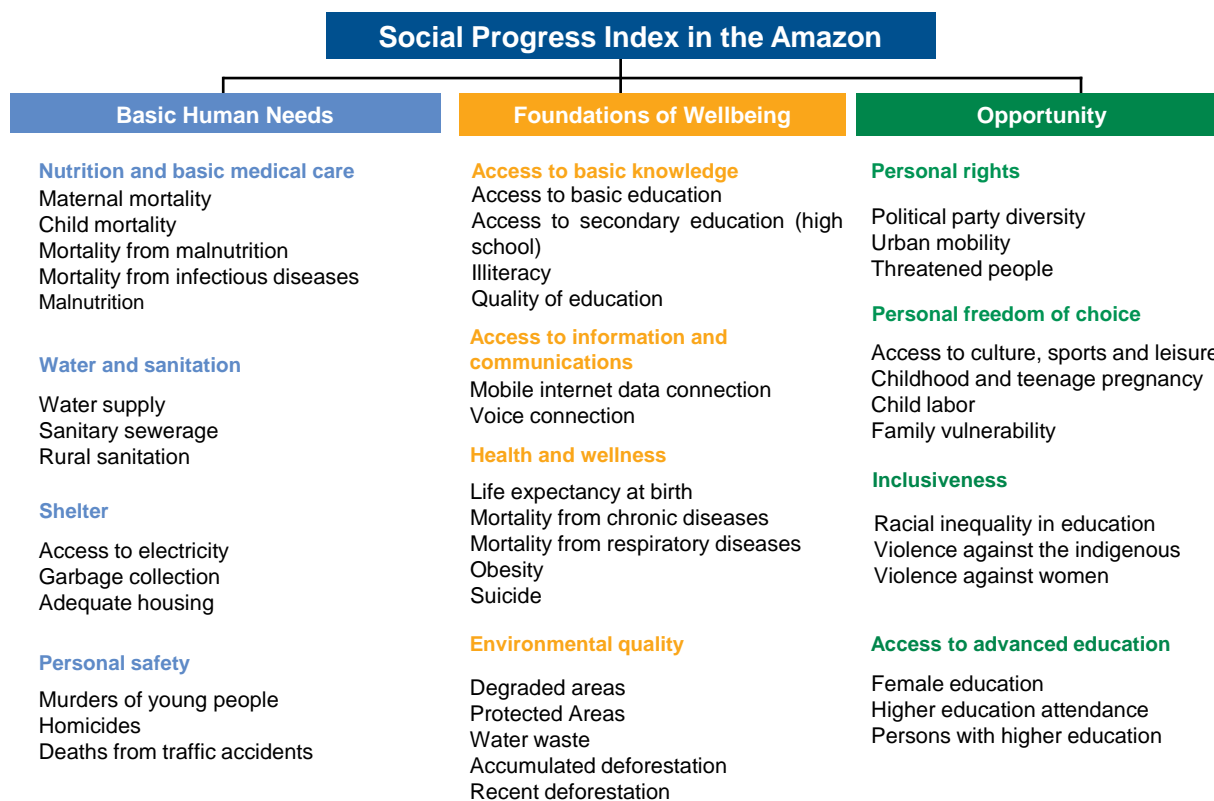 Social Progress Index in the Amazon
Basic Human Needs
Nutrition and basic medical care
Maternal mortality
Child mortality
Mortality from malnutrition
Mortality from infectious diseases
Malnutrition
Water and sanitation
Water supply
Sanitary sewerage
Rural sanitation
Shelter
Access to electricity
Garbage collection
Adequate housing
Personal safety
Murders of young people
Homicides
Deaths from traffic accidents
Foundations of Wellbeing
Access to basic knowledge
Access to basic education
Access to secondary education (high
school)
Illiteracy
Quality of education
Access to information and
communications
Mobile internet data connection
Voice connection
Health and wellness
Life expectancy at birth
Mortality from chronic diseases
Mortality from respiratory diseases
Obesity
Suicide
Environmental quality
Degraded areas
Protected Areas
Water waste
Accumulated deforestation
Recent deforestation
Opportunity
Personal rights
Political party diversity
Urban mobility
Threatened people
Personal freedom of choice
Access to culture, sports and leisure
Childhood and teenage pregnancy
Child labor
Family vulnerability
Inclusiveness
Racial inequality in education
Violence against the indigenous
Violence against women
Access to advanced education
Female education
Higher education attendance
Persons with higher education